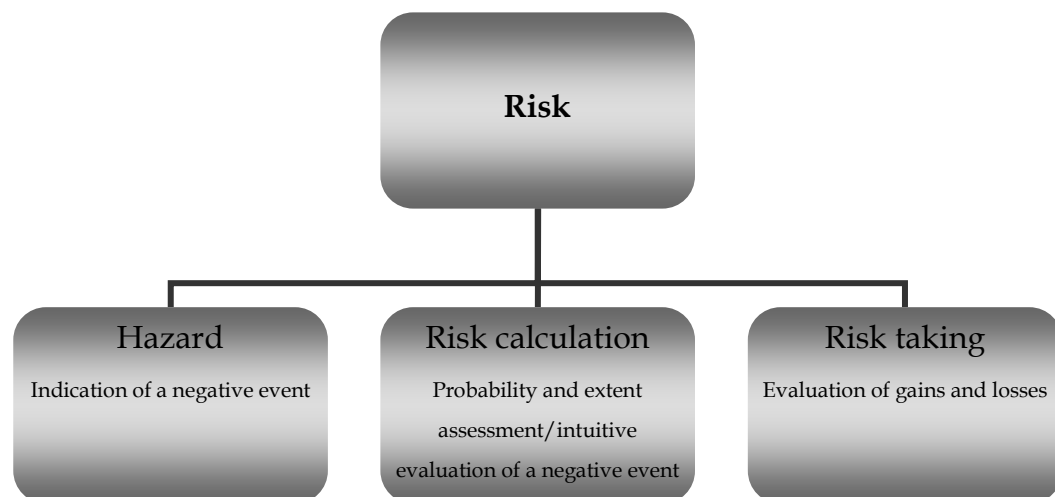 Risk
Hazard
Indication of a negative event
Risk calculation
Probability and extent
assessment/intuitive
evaluation of a negative event
Risk taking
Evaluation of gains and losses